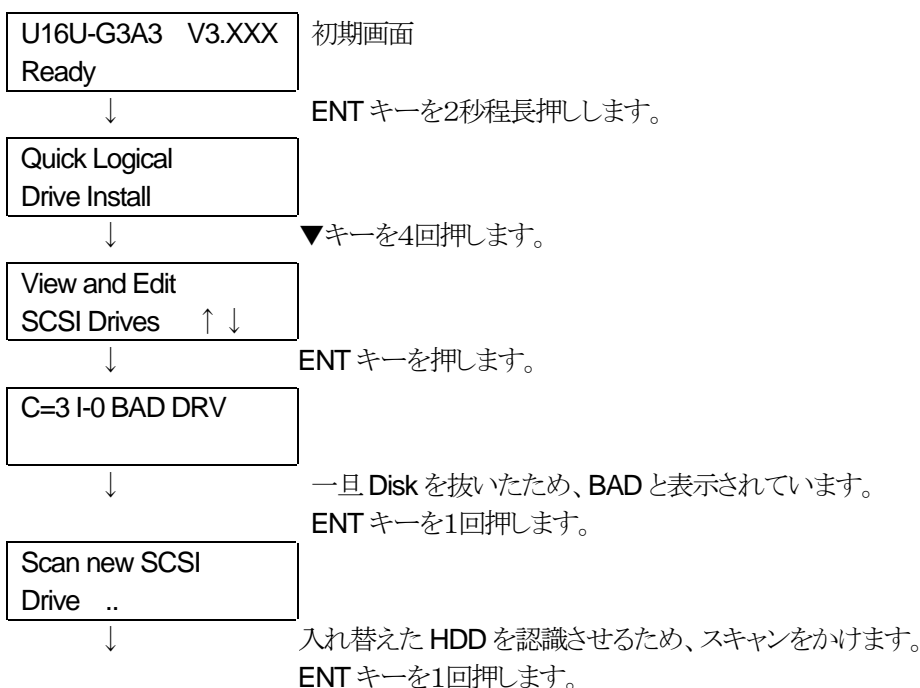 U16U-G3A3 V3.XXX 初期画面
Ready
↓ ENT キーを2秒程長押しします。
Quick Logical
Drive Install
↓ ▼キーを4回押します。
View and Edit
SCSI Drives ↑↓
↓ ENT キーを押します。
C=3 I-0 BAD DRV
↓ 一旦 Disk を抜いたため、BAD と表示されています。
ENT キーを1回押します。
Scan new SCSI
Drive ..
↓ 入れ替えた HDD を認識させるため、スキャンをかけます。
ENT キーを1回押します。